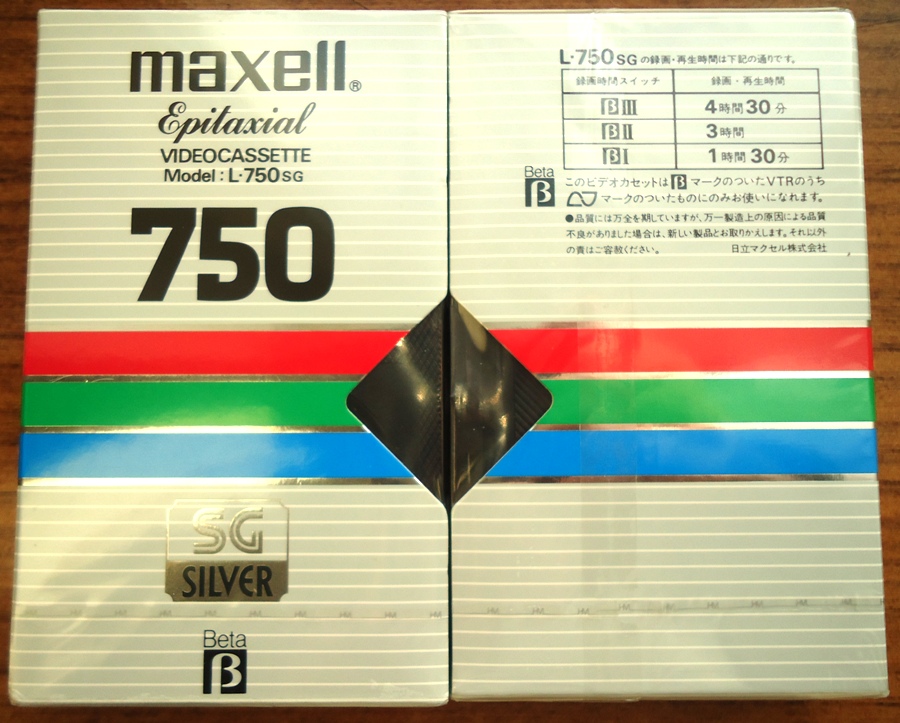 maxell®
Epitaxial
VIDEOCASSETTE
Model: L·750SG
750
SG
SILVER
Beta
β
L·750SGの録画・再生時間は下記の通りです。
録画時間スイッチ 録画・再生時間
βⅢ 4時間30分
βⅡ 3時間
βⅠ 1時間30分
Beta
β
このビデオカセットはβマークのついたVTRのうち
マークのついたものにのみお使いになれます。
●品質には万全を期していますが、万一製造上の原因による品質
不良がありました場合は、新しい製品とお取りかえします。それ以外
の責はご容赦ください。 日立マクセル株式会社